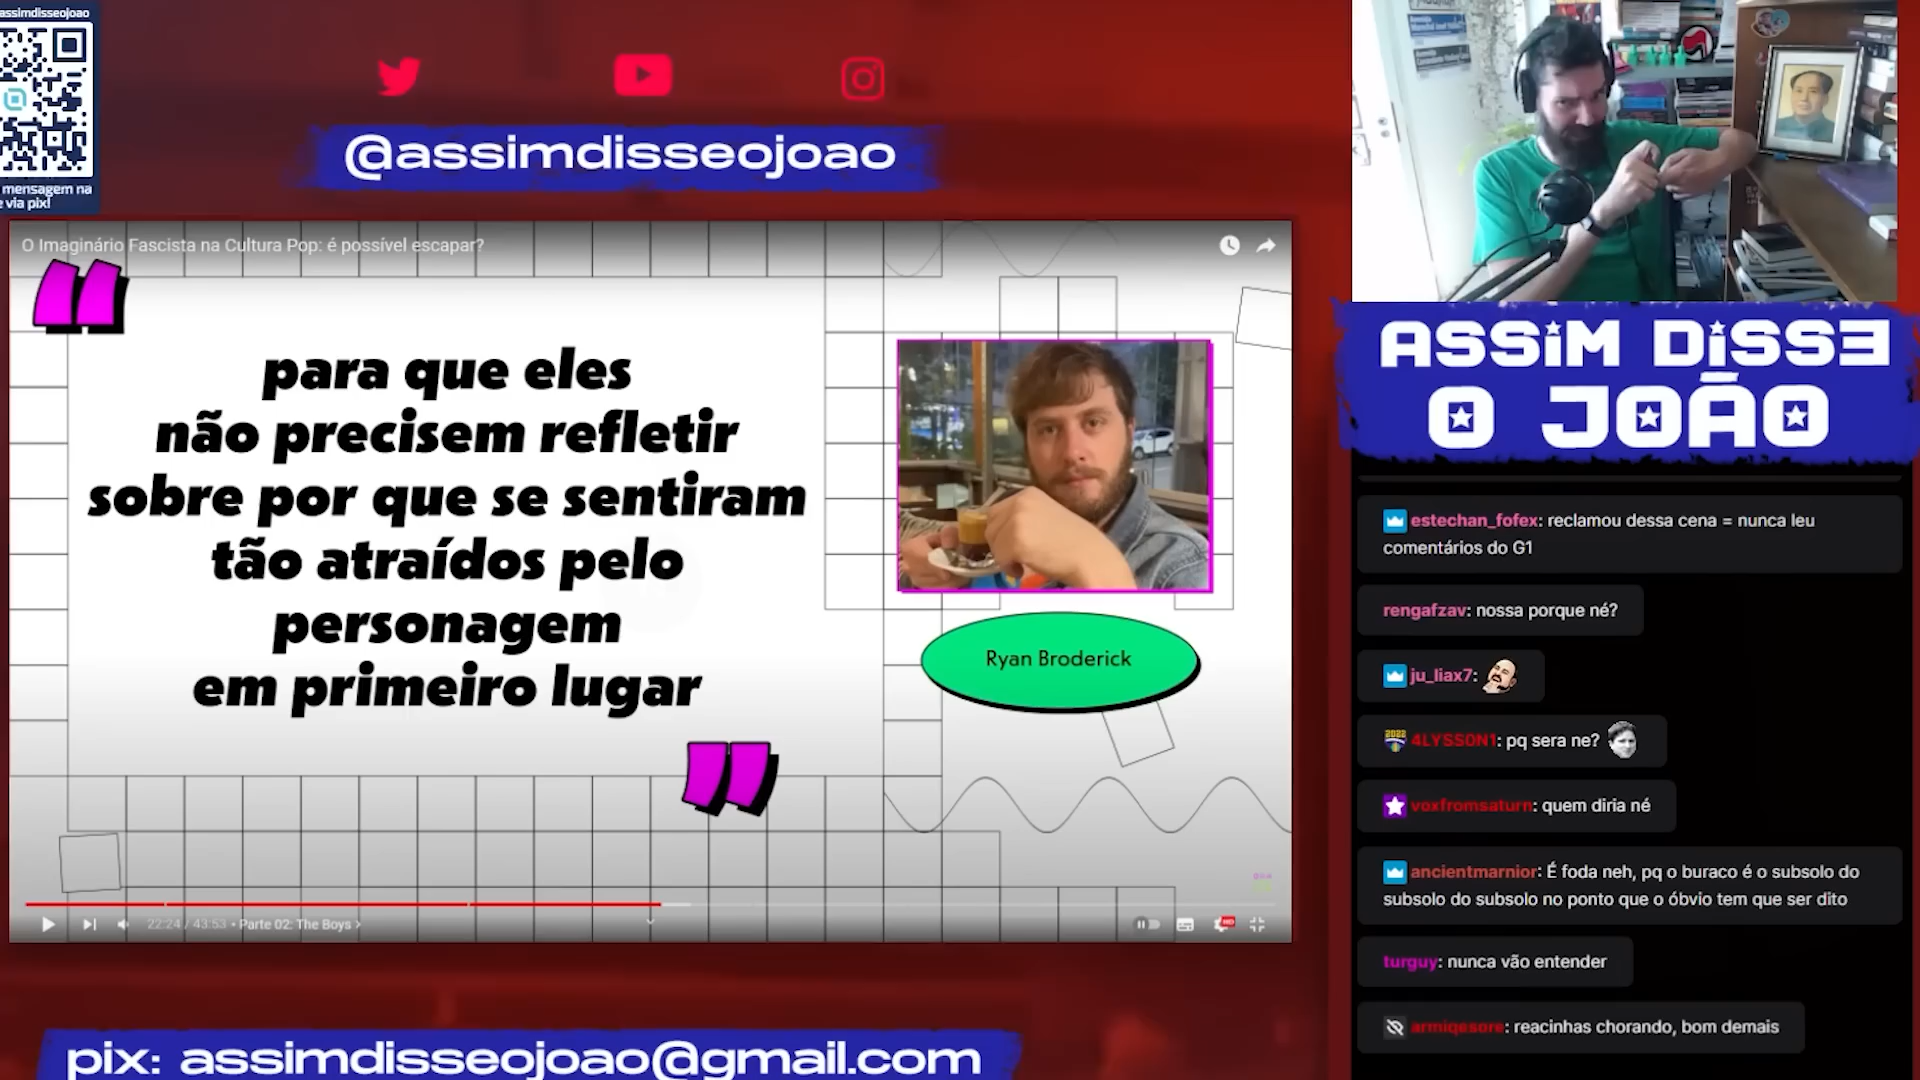 assimdisseojoao
mensagem na
e via pix!
@assimdisseojoao
O Imaginário Fascista na Cultura Pop: é possível escapar?
para que eles
não precisem refletir
sobre por que se sentiram
tão atraídos pelo
personagem
em primeiro lugar
Ryan Broderick
22:24 / 43:53 • Parte 02: The Boys >
HD
pix: assimdisseojoao@gmail.com
ASSiM DiSSE
O JOÃO
estechan_fofex: reclamou dessa cena = nunca leu
comentários do G1
rengafzav: nossa porque né?
ju_liax7:
2022 4LYSSON1: pq sera ne?
voxfromsaturn: quem diria né
ancientmarnior: É foda neh, pq o buraco é o subsolo do
subsolo do subsolo no ponto que o óbvio tem que ser dito
turguy: nunca vão entender
armiqesore: reacinhas chorando, bom demais